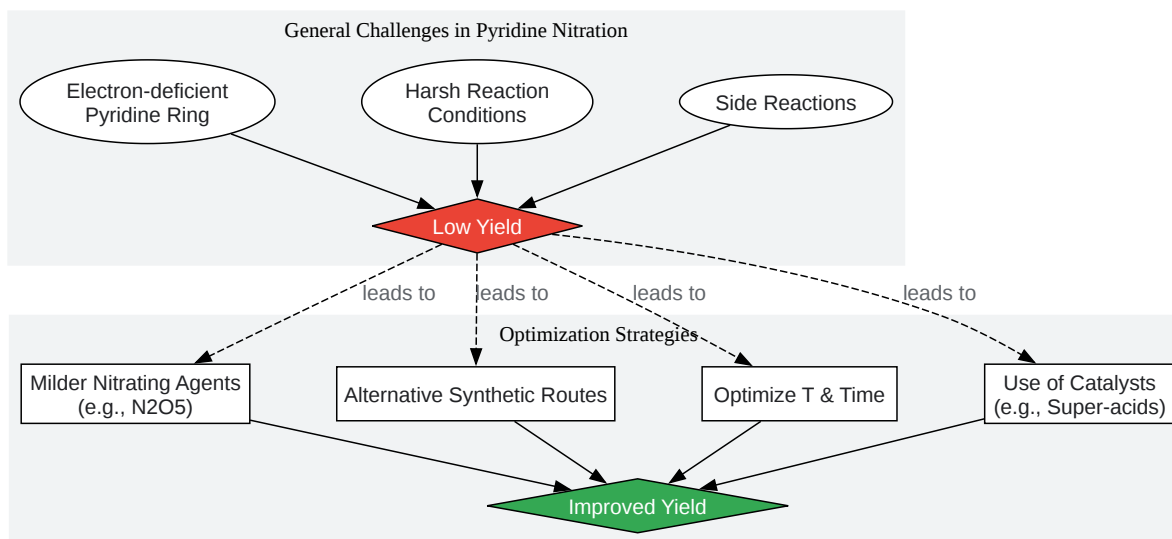 General Challenges in Pyridine Nitration
Electron-deficient
Pyridine Ring
Harsh Reaction
Conditions
Side Reactions
Low Yield
leads to
leads to
leads to
leads to
Optimization Strategies
Milder Nitrating Agents
(e.g., N2O5)
Alternative Synthetic Routes
Optimize T & Time
Use of Catalysts
(e.g., Super-acids)
Improved Yield